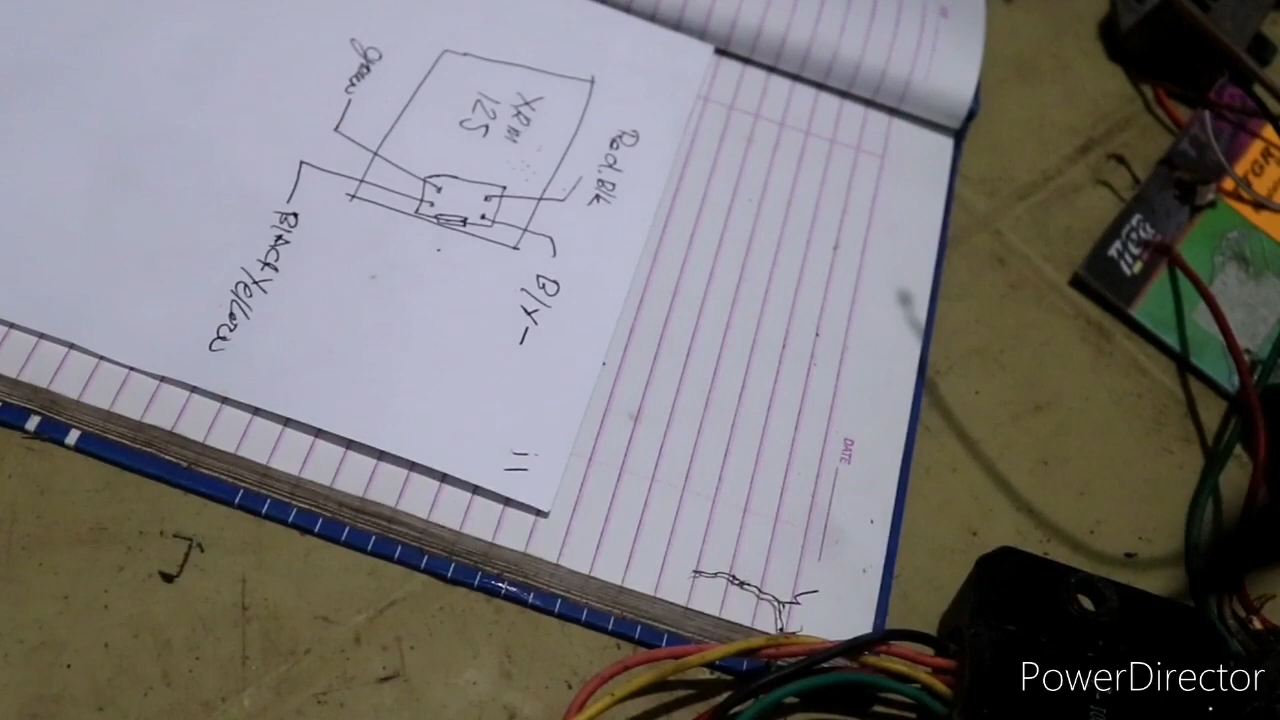 XRM
125
Red.Blk
green
B/Y -
BlAck Yellow
DATE
PowerDirector